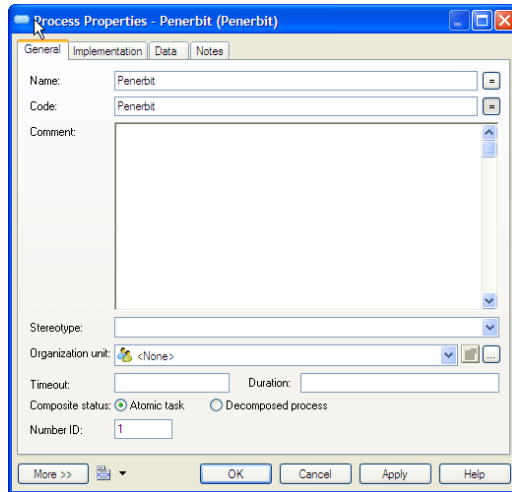 Process Properties - Penerbit (Penerbit)
General Implementation Data Notes
Name: Penerbit =
Code: Penerbit =
Comment:
Stereotype:
Organization unit: <None> ...
Timeout: Duration:
Composite status: Atomic task Decomposed process
Number ID: 1
More >> OK Cancel Apply Help